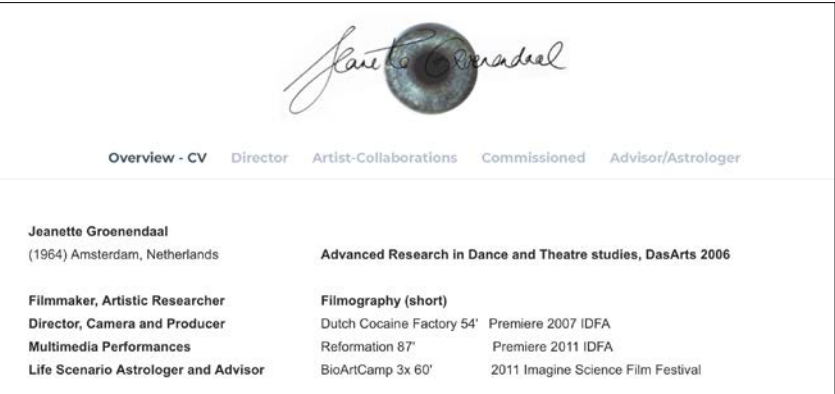 Jeanette Groenendaal
Overview - CV Director Artist-Collaborations Commissioned Advisor/Astrologer
Jeanette Groenendaal
(1964) Amsterdam, Netherlands Advanced Research in Dance and Theatre studies, DasArts 2006
Filmmaker, Artistic Researcher Filmography (short)
Director, Camera and Producer Dutch Cocaine Factory 54' Premiere 2007 IDFA
Multimedia Performances Reformation 87' Premiere 2011 IDFA
Life Scenario Astrologer and Advisor BioArtCamp 3x 60' 2011 Imagine Science Film Festival